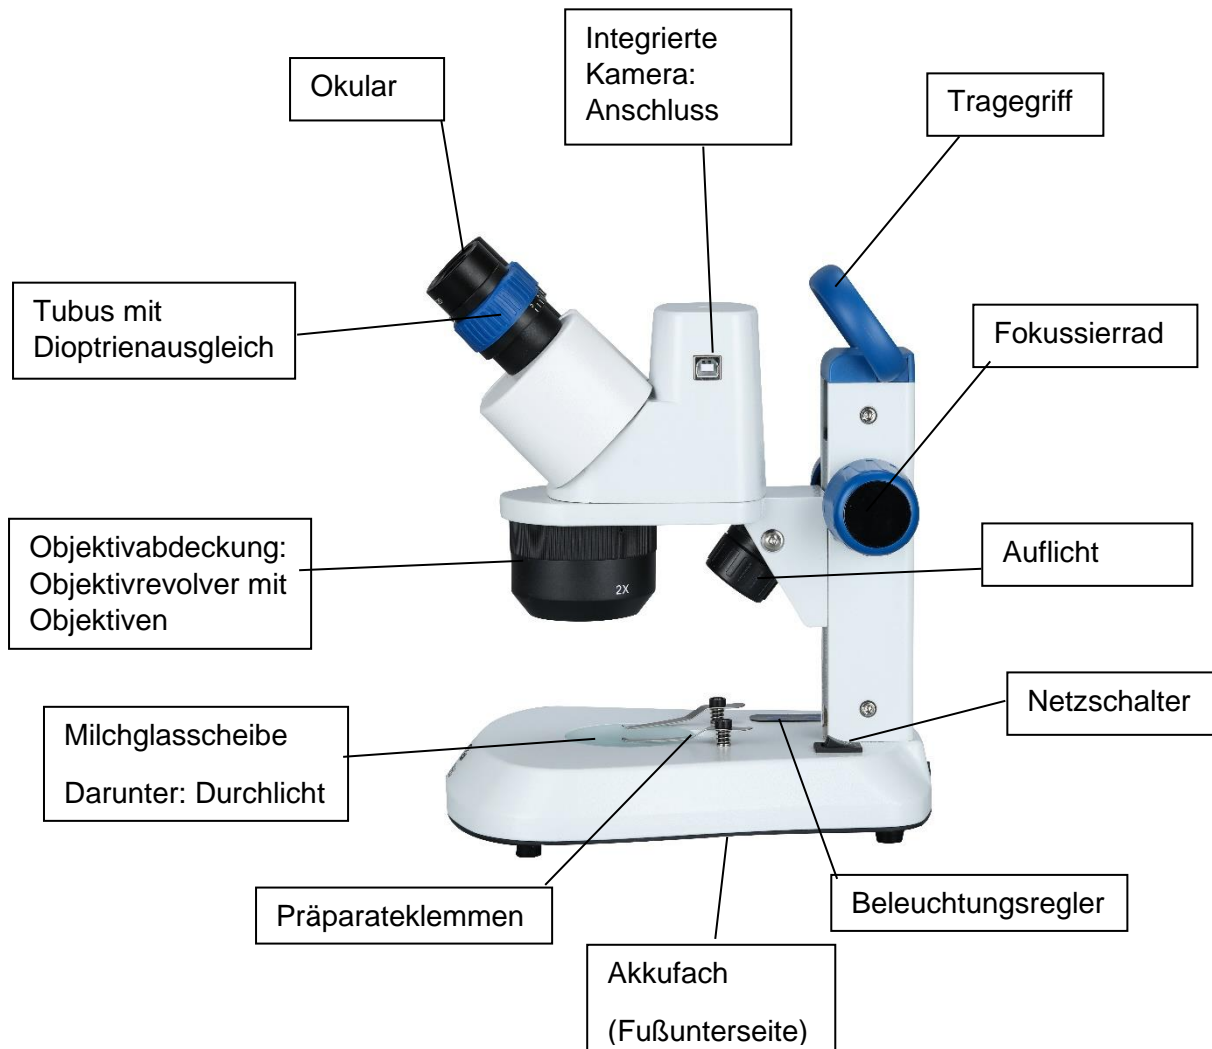 Integrierte
Kamera:
Anschluss
Okular
Tragegriff
Tubus mit
Dioptrienausgleich
Fokussierrad
Objektivabdeckung:
Objektivrevolver mit
Objektiven
2X
Auflicht
Netzschalter
Milchglasscheibe
Darunter: Durchlicht
Präparateklemmen
Beleuchtungsregler
Akkufach
(Fußunterseite)